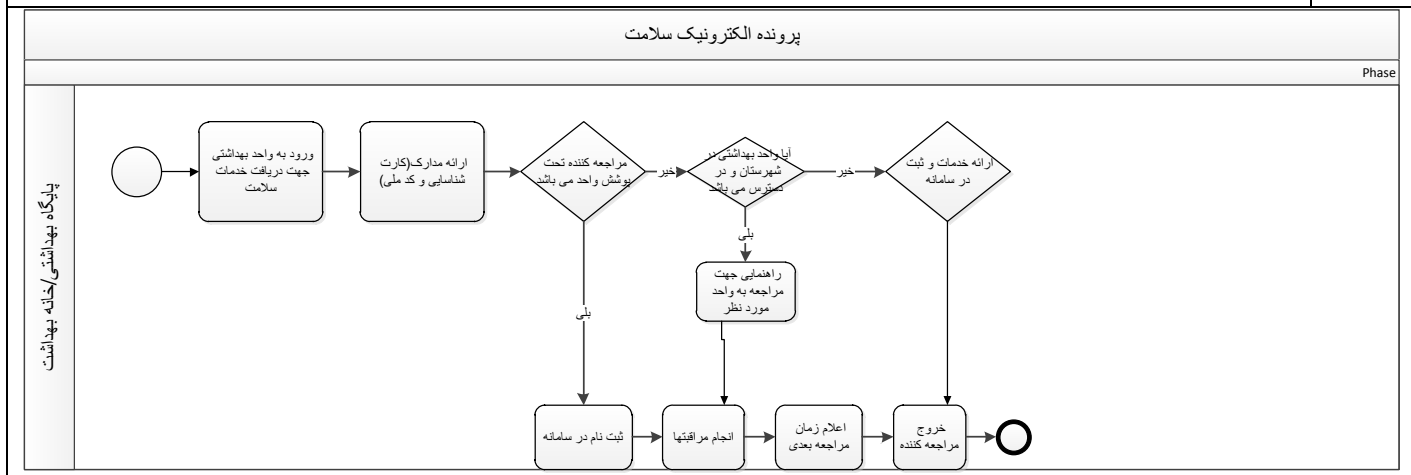 پرونده الکترونیک سلامت
Phase
پایگاه بهداشتی/خانه بهداشت
ورود به واحد بهداشتی
جهت دریافت خدمات
سلامت
ارائه مدارک(کارت
شناسایی و کد ملی)
مراجعه کننده تحت
پوشش واحد می باشد
خیر
آیا واحد بهداشتی در
شهرستان و در
دسترس می باشد
خیر
ارائه خدمات و ثبت
در سامانه
بلی
راهنمایی جهت
مراجعه به واحد
مورد نظر
بلی
ثبت نام در سامانه
انجام مراقبتها
اعلام زمان
مراجعه بعدی
خروج
مراجعه کننده